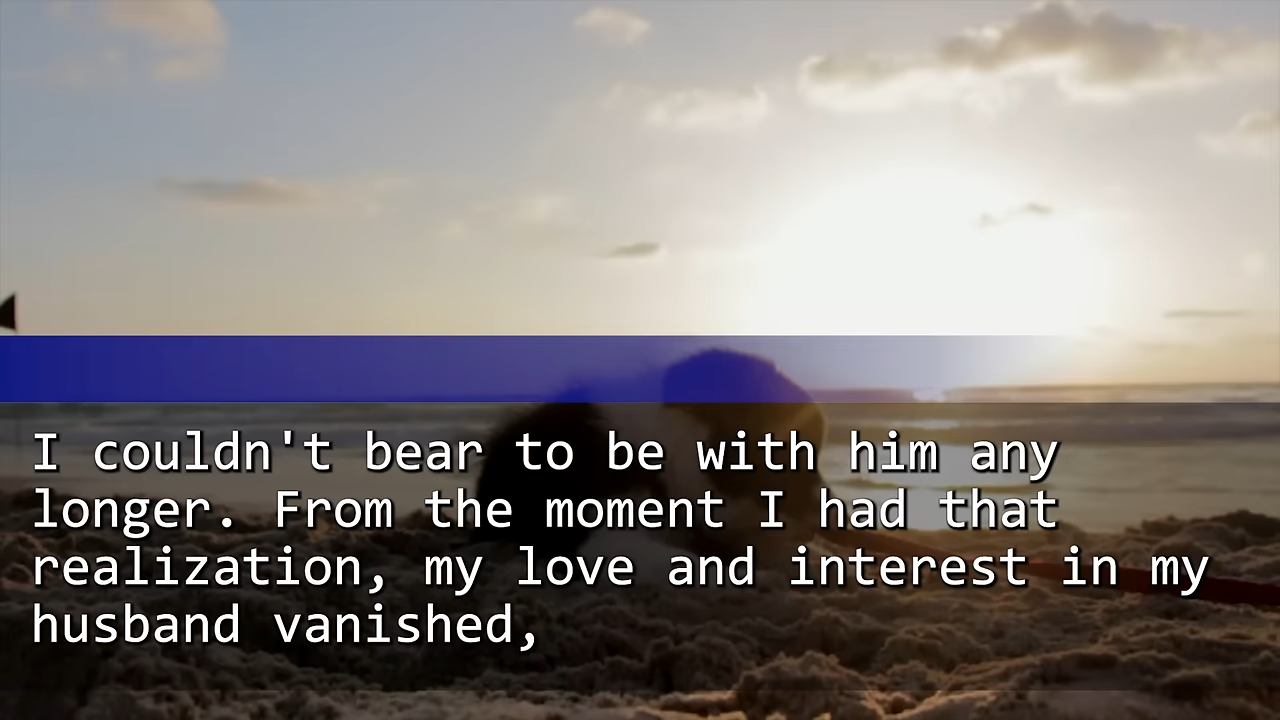 I couldn't bear to be with him any
longer. From the moment I had that
realization, my love and interest in my
husband vanished,